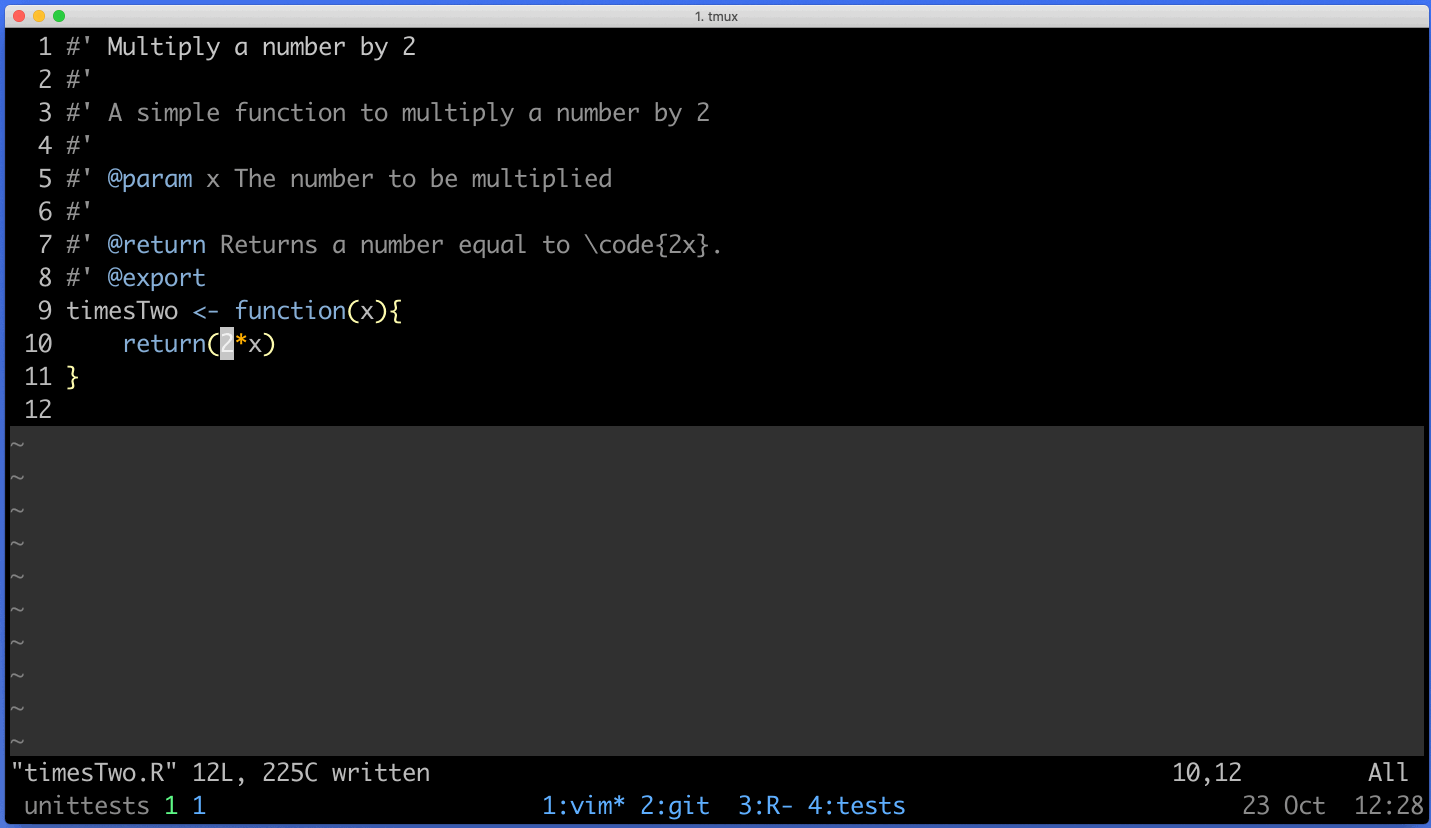 1. tmux
1 #' Multiply a number by 2
2 #'
3 #' A simple function to multiply a number by 2
4 #'
5 #' @param x The number to be multiplied
6 #'
7 #' @return Returns a number equal to \code{2x}.
8 #' @export
9 timesTwo <- function(x){
10     return(2*x)
11 }
12
~
~
~
~
~
~
~
~
~
~
"timesTwo.R" 12L, 225C written 10,12 All
unittests 1 1 1:vim* 2:git 3:R- 4:tests 23 Oct 12:28